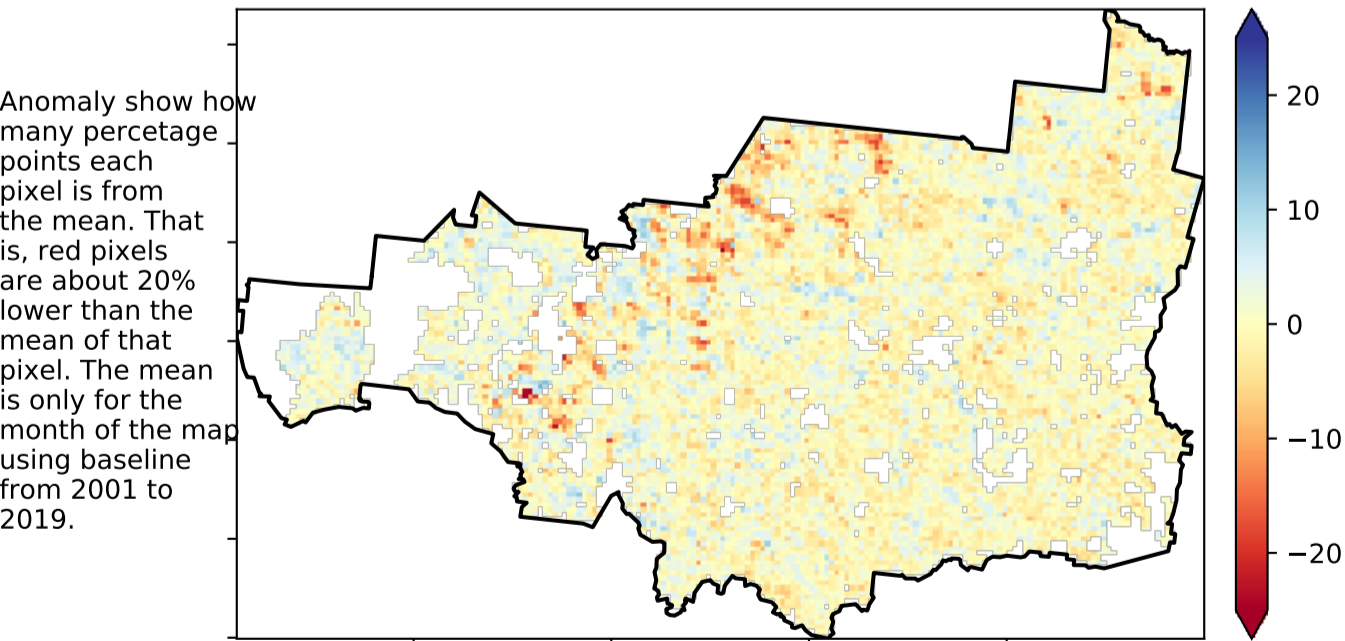 Anomaly show how
many percetage
points each
pixel is from
the mean. That
is, red pixels
are about 20%
lower than the
mean of that
pixel. The mean
is only for the
month of the map
using baseline
from 2001 to
2019.
20
10
0
−10
−20